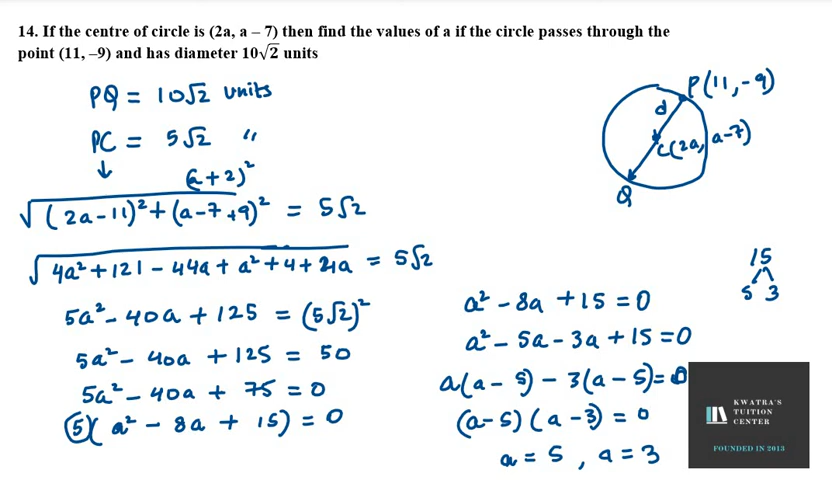 14. If the centre of circle is (2a, a – 7) then find the values of a if the circle passes through the
point (11, –9) and has diameter 10√2 units
PQ = 10√2 units
PC = 5√2 "
↓ (a+2)²
√(2a-11)²+(a-7+9)² = 5√2
√4a²+121-44a+a²+4+4a = 5√2
5a²-40a+125 = (5√2)²
5a²-40a+125 = 50
5a²-40a+75 = 0
(5)(a²-8a+15) = 0
P(11,-9)
d
C(2a, a-7)
Q
15
5 3
a²-8a+15=0
a²-5a-3a+15=0
a(a-5)-3(a-5)=0
(a-5)(a-3)=0
a=5, a=3
KWATRA'S
TUITION
CENTER
FOUNDED IN 2013